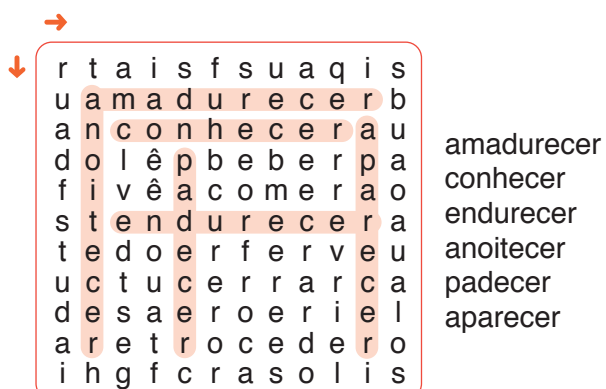 r t a i s f s u a q i s
u a m a d u r e c e r b
a n c o n h e c e r a u
d o l ê p b e b e r p a
f i v ê a c o m e r a o
s t e n d u r e c e r a
t e d o e r f e r v e u
u c t u c e r r a r c a
d e s a e r o e r i e l
a r e t r o c e d e r o
i h g f c r a s o l i s
amadurecer
conhecer
endurecer
anoitecer
padecer
aparecer